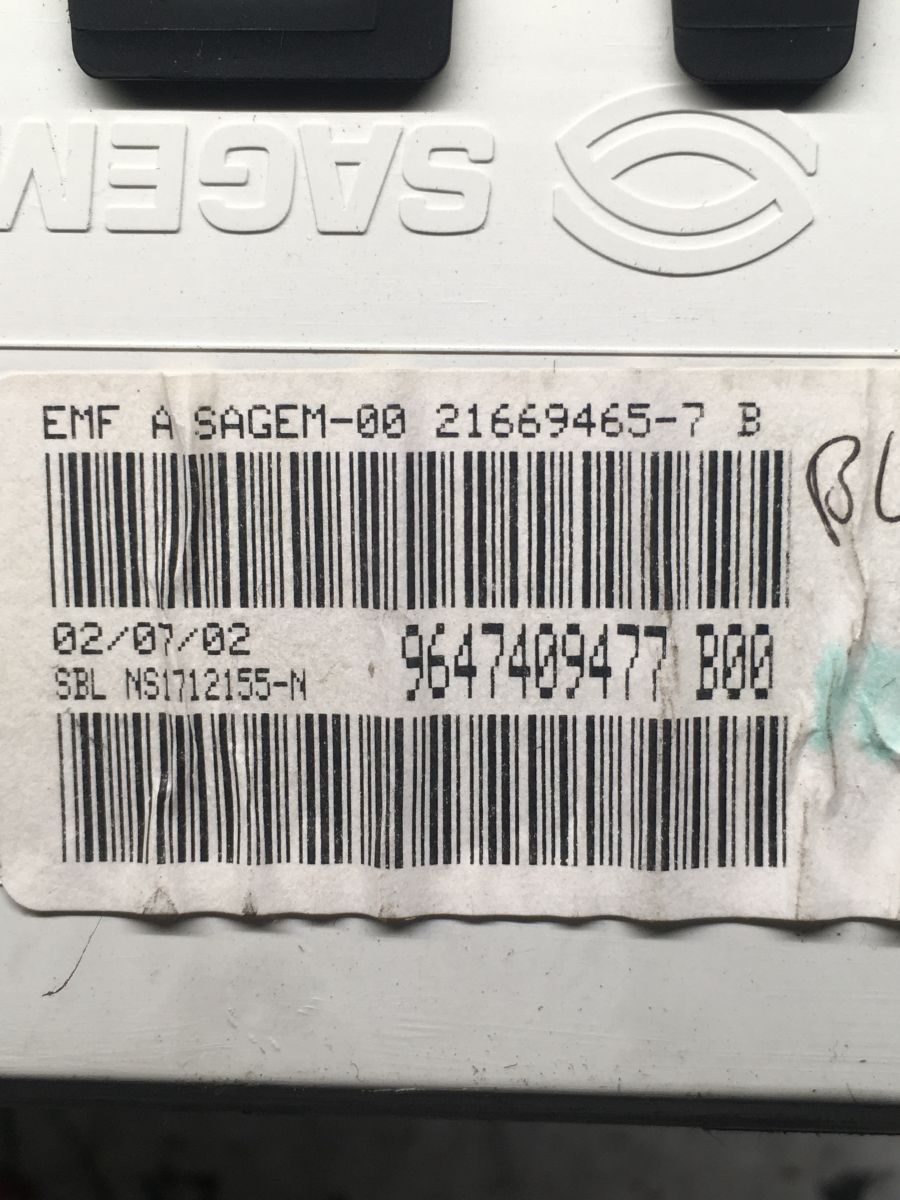 SAGEM
EMF A SAGEM-00 21669465-7 B
02/07/02
9647409477 B00
SBL NS1712155-N